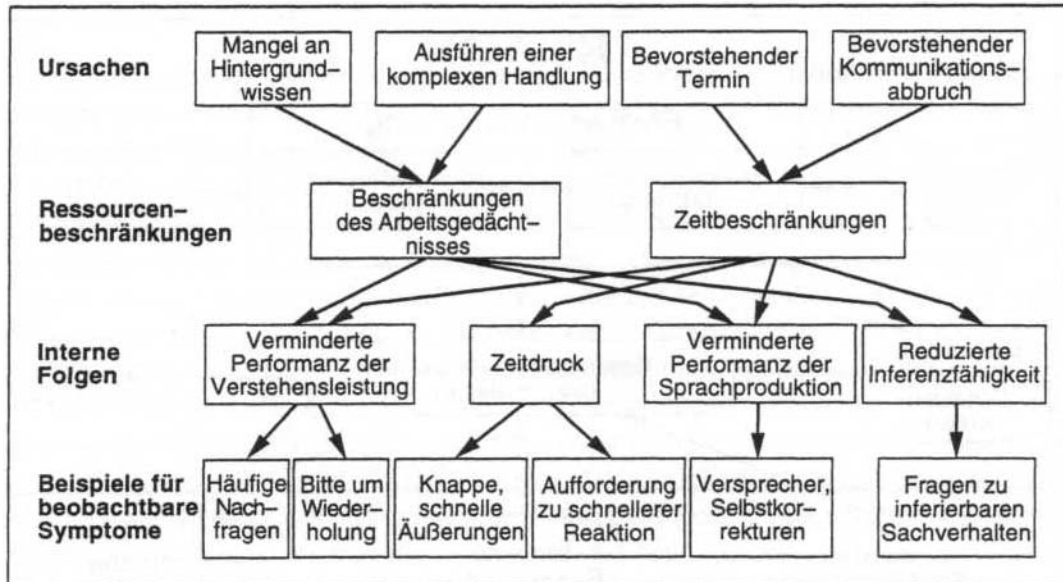 Ursachen
Mangel an
Hintergrund–
wissen
Ausführen einer
komplexen Handlung
Bevorstehender
Termin
Bevorstehender
Kommunikations–
abbruch
Ressourcen–
beschränkungen
Beschränkungen
des Arbeitsgedächt–
nisses
Zeitbeschränkungen
Interne
Folgen
Verminderte
Performanz der
Verstehensleistung
Zeitdruck
Verminderte
Performanz der
Sprachproduktion
Reduzierte
Inferenzfähigkeit
Beispiele für
beobachtbare
Symptome
Häufige
Nach–
fragen
Bitte um
Wieder–
holung
Knappe,
schnelle
Äußerungen
Aufforderung
zu schnellerer
Reaktion
Versprecher,
Selbstkor–
rekturen
Fragen zu
inferierbaren
Sachverhalten